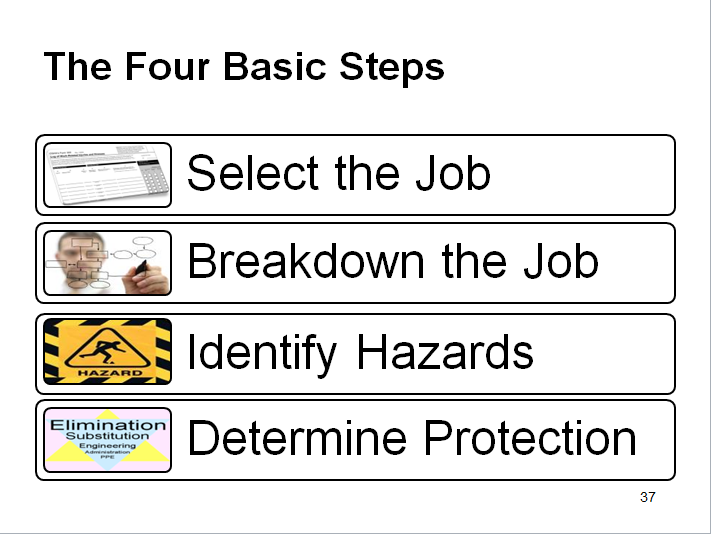 The Four Basic Steps
Select the Job
Breakdown the Job
HAZARD
Identify Hazards
Elimination
Substitution
Engineering
Administration
PPE
Determine Protection
37